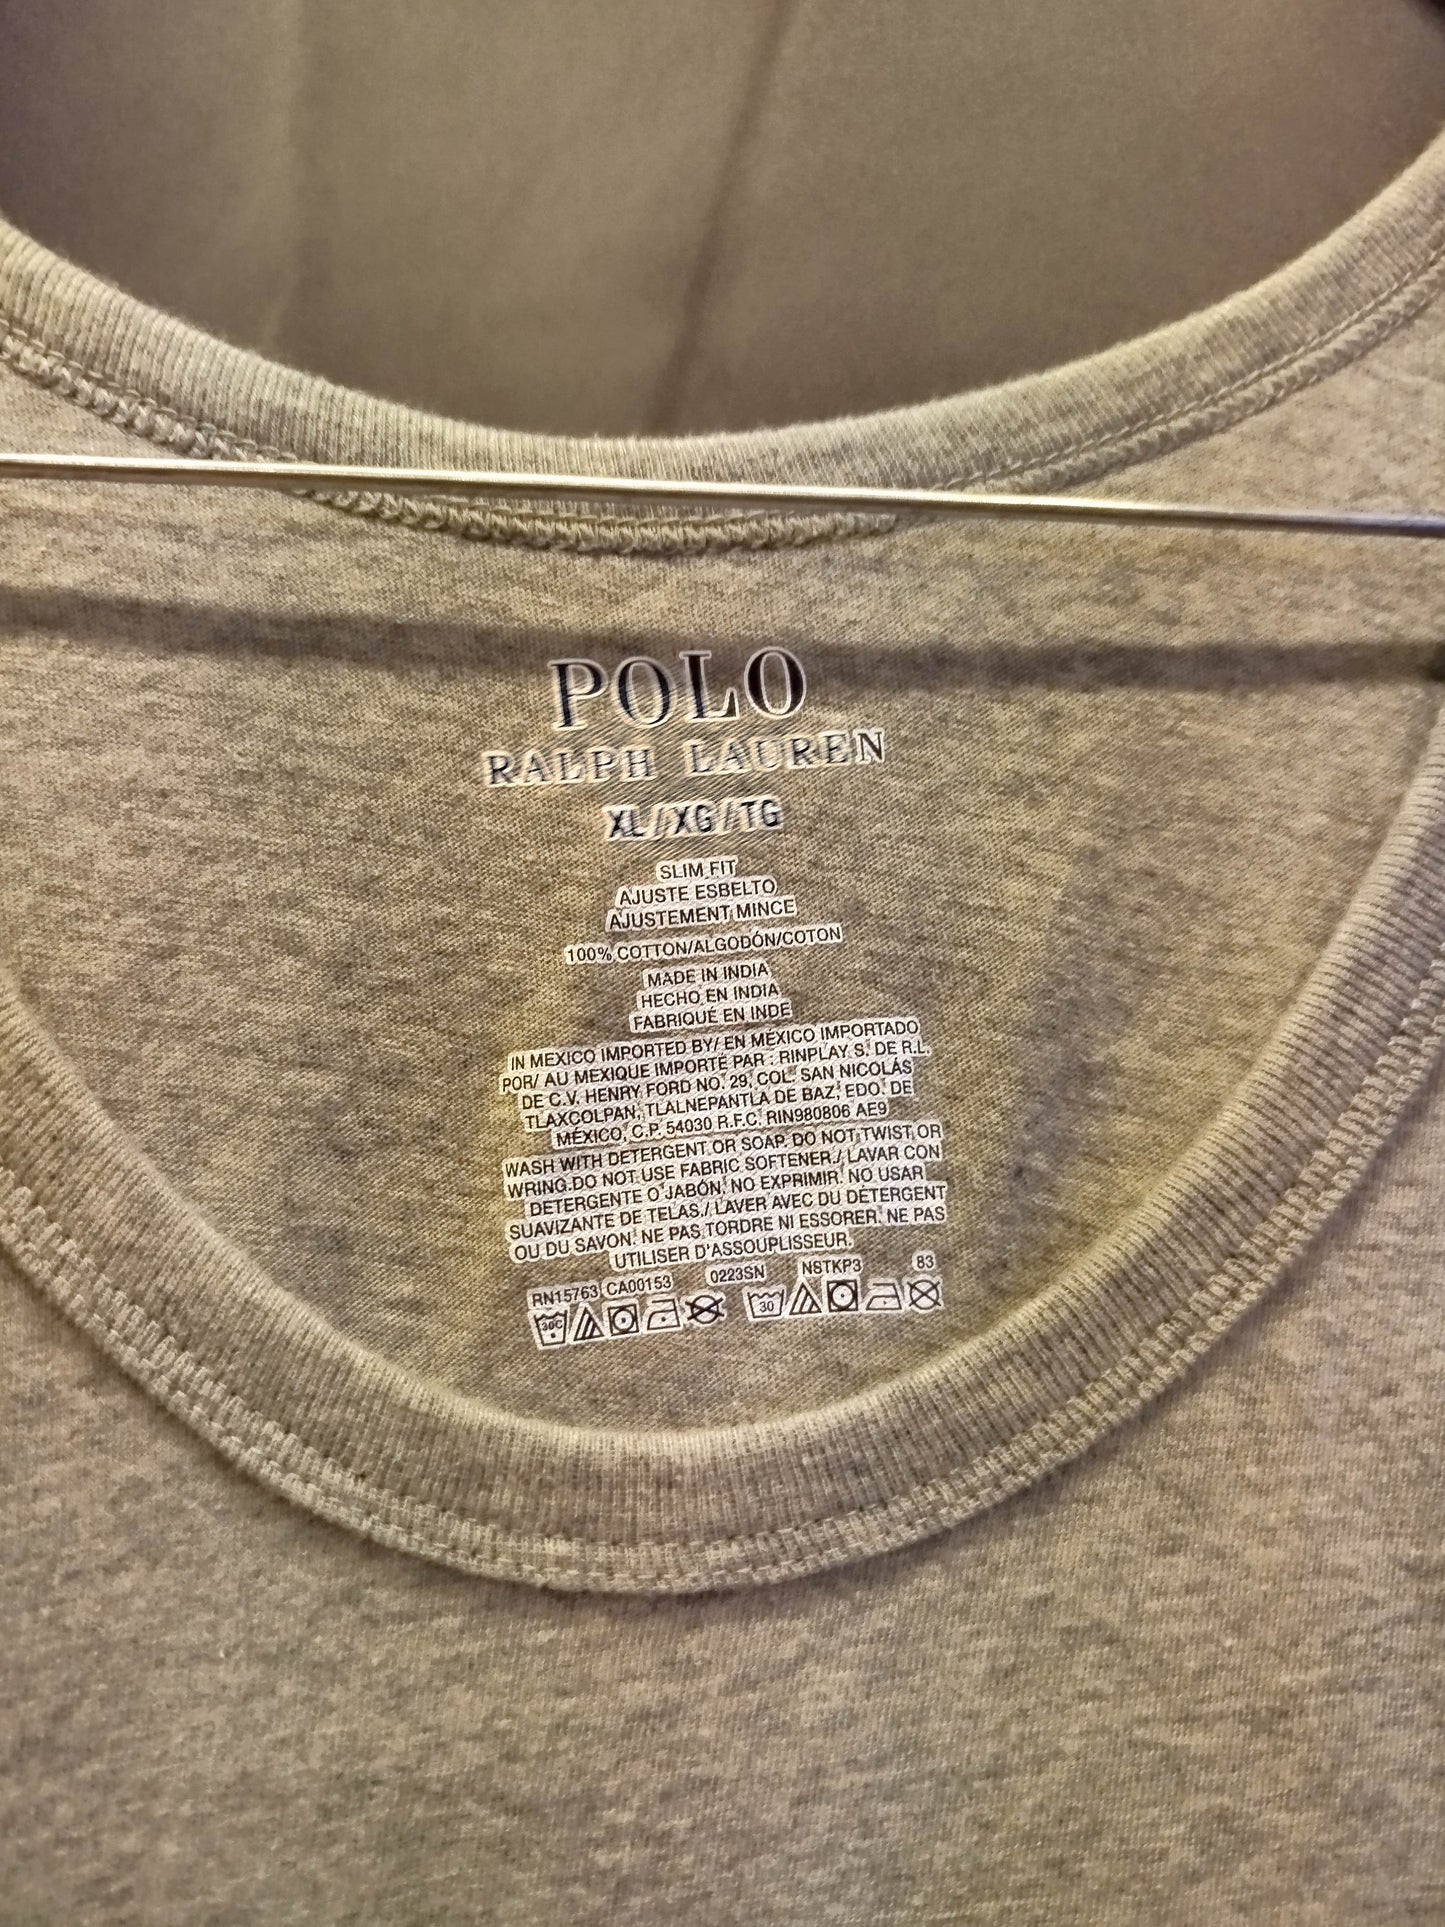 POLO
RALPH LAUREN
XL/XG/TG
SLIM FIT
AJUSTE ESBELTO
AJUSTEMENT MINCE
100% COTTON/ALGODÓN/COTON
MADE IN INDIA
HECHO EN INDIA
FABRIQUÉ EN INDE
IN MEXICO IMPORTED BY/ EN MÉXICO IMPORTADO
POR/ AU MEXIQUE IMPORTÉ PAR : RINPLAY S. DE R.L.
DE C.V. HENRY FORD NO. 29, COL. SAN NICOLÁS
TLAXCOLPAN, TLALNEPANTLA DE BAZ, EDO. DE
MÉXICO, C.P. 54030 R.F.C. RIN980806 AE9
WASH WITH DETERGENT OR SOAP. DO NOT TWIST OR
WRING.DO NOT USE FABRIC SOFTENER./ LAVAR CON
DETERGENTE O JABÓN. NO EXPRIMIR. NO USAR
SUAVIZANTE DE TELAS./ LAVER AVEC DU DÉTERGENT
OU DU SAVON. NE PAS TORDRE NI ESSORER. NE PAS
UTILISER D'ASSOUPLISSEUR.
RN15763 CA00153 0223SN N8TKP3 83
30C 30